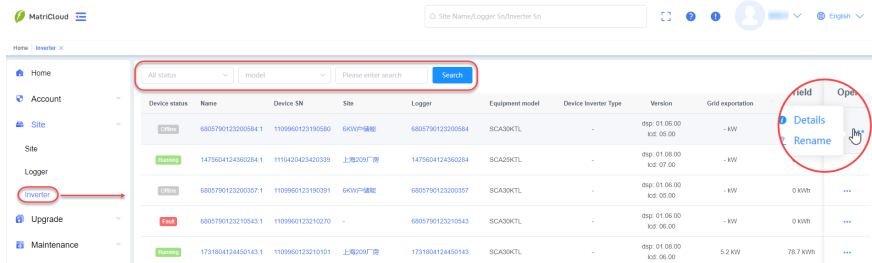 MatriCloud
Site Name/Logger Sn/Inverter Sn
English
Home Inverter ×
Home
Account
Site
Site
Logger
Inverter
Upgrade
Maintenance
All status model Please enter search Search
Device status Name Device SN Site Logger Equipment model Device Inverter Type Version Grid exportation ield Oper
Offline 6805790123200584:1 1109960123190580 6KW户储能 6805790123200584 SCA30KTL - dsp: 01.06.00 lcd: 05.00 - kW
Details
Rename
Running 1475604124360284:1 1110420423420339 上海209厂房 1475604124360284 SCA25KTL - dsp: 01.08.00 lcd: 07.00 - kW
Offline 6805790123200357:1 1109960123190391 6KW户储能 6805790123200357 SCA30KTL - dsp: 01.06.00 lcd: 05.00 - kW 0 kWh ...
Fault 6805790123210543:1 1109960123210270 - 6805790123210543 SCA30KTL - dsp: 01.06.00 lcd: 06.00 - kW 0 kWh ...
Running 1731804124450143:1 1109960123210101 上海209厂房 1731804124450143 SCA30KTL - dsp: 01.08.00 lcd: 06.00 5.2 kW 78.7 kWh ...